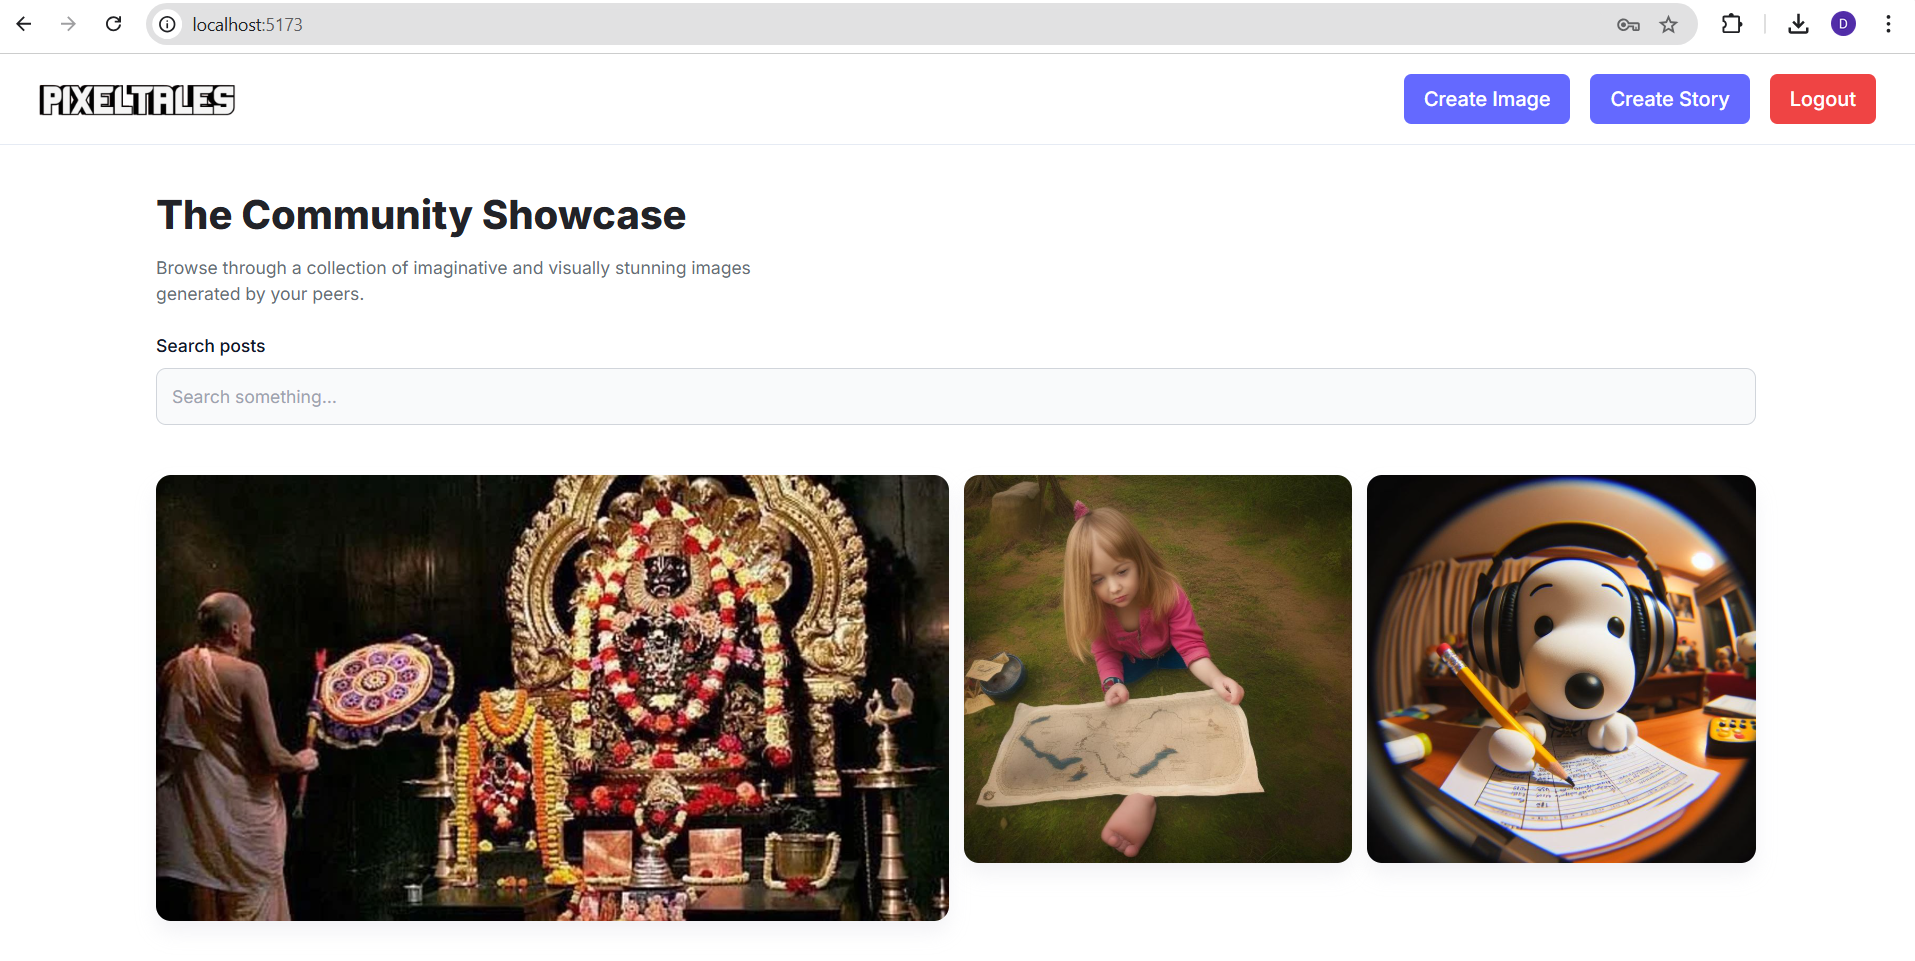 localhost:5173
D
PIXELTALES
Create Image
Create Story
Logout
The Community Showcase
Browse through a collection of imaginative and visually stunning images
generated by your peers.
Search posts
Search something...